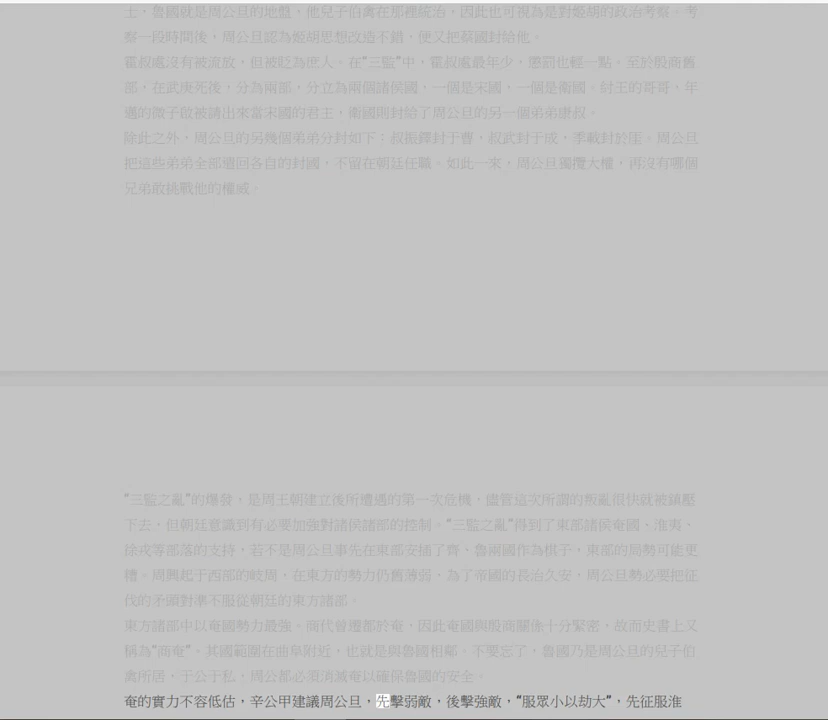 士，魯國就是周公旦的地盤，他兒子伯禽在那裡統治，因此也可視為是對姬胡的政治考察。考
察一段時間後，周公旦認為姬胡思想改造不錯，便又把蔡國封給他。
霍叔處沒有被流放，但被貶為庶人。在“三監”中，霍叔處最年少，懲罰也輕一點。至於殷商舊
部，在武庚死後，分為兩部，分立為兩個諸侯國，一個是宋國，一個是衛國。紂王的哥哥，年
邁的微子啟被請出來當宋國的君主，衛國則封給了周公旦的另一個弟弟康叔。
除此之外，周公旦的另幾個弟弟分封如下：叔振鐸封于曹，叔武封于成，季載封於。周公旦
把這些弟弟全部遣回各自的封國，不留在朝廷任職。如此一來，周公旦獨攬大權，再沒有哪個
兄弟敢挑戰他的權威。
“三監之亂”的爆發，是周王朝建立後所遭遇的第一次危機，儘管這次所謂的叛亂很快就被鎮壓
下去，但朝廷意識到有必要加強對諸侯諸部的控制。“三監之亂”得到了東部諸侯奄國、淮夷、
徐戎等部落的支持，若不是周公旦事先在東部安插了齊、魯兩國作為棋子，東部的局勢可能更
糟。周興起于西部的岐周，在東方的勢力仍舊薄弱，為了帝國的長治久安，周公旦勢必要把征
伐的矛頭對準不服從朝廷的東方諸部。
東方諸部中以奄國勢力最強。商代曾遷都於奄，因此奄國與殷商關係十分緊密，故而史書上又
稱為“商奄”。其國範圍在曲阜附近，也就是與魯國相鄰。不要忘了，魯國乃是周公旦的兒子伯
禽所居，于公于私，周公都必須消滅奄以確保魯國的安全。
奄的實力不容低估，辛公甲建議周公旦，先擊弱敵，後擊強敵，“服眾小以劫大”，先征服淮